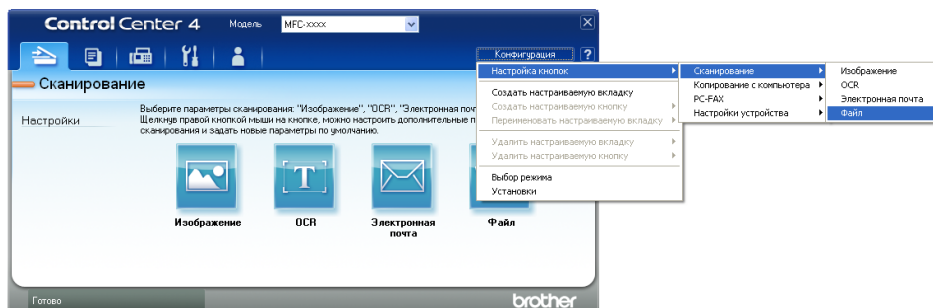 Control Center 4 Модель MFC-xxxx
Конфигурация ?
Сканирование
Настройки
Выберите параметры сканирования: "Изображение", "OCR", "Электронная поч
Щелкнув правой кнопкой мыши на кнопке, можно настроить дополнительные п
сканирования и задать новые параметры по умолчанию.
Изображение
OCR
Электронная
почта
Файл
Настройка кнопок
Создать настраиваемую вкладку
Создать настраиваемую кнопку
Переименовать настраиваемую вкладку
Удалить настраиваемую вкладку
Удалить настраиваемую кнопку
Выбор режима
Установки
Сканирование
Копирование с компьютера
PC-FAX
Настройки устройства
Изображение
OCR
Электронная почта
Файл
Готово
brother